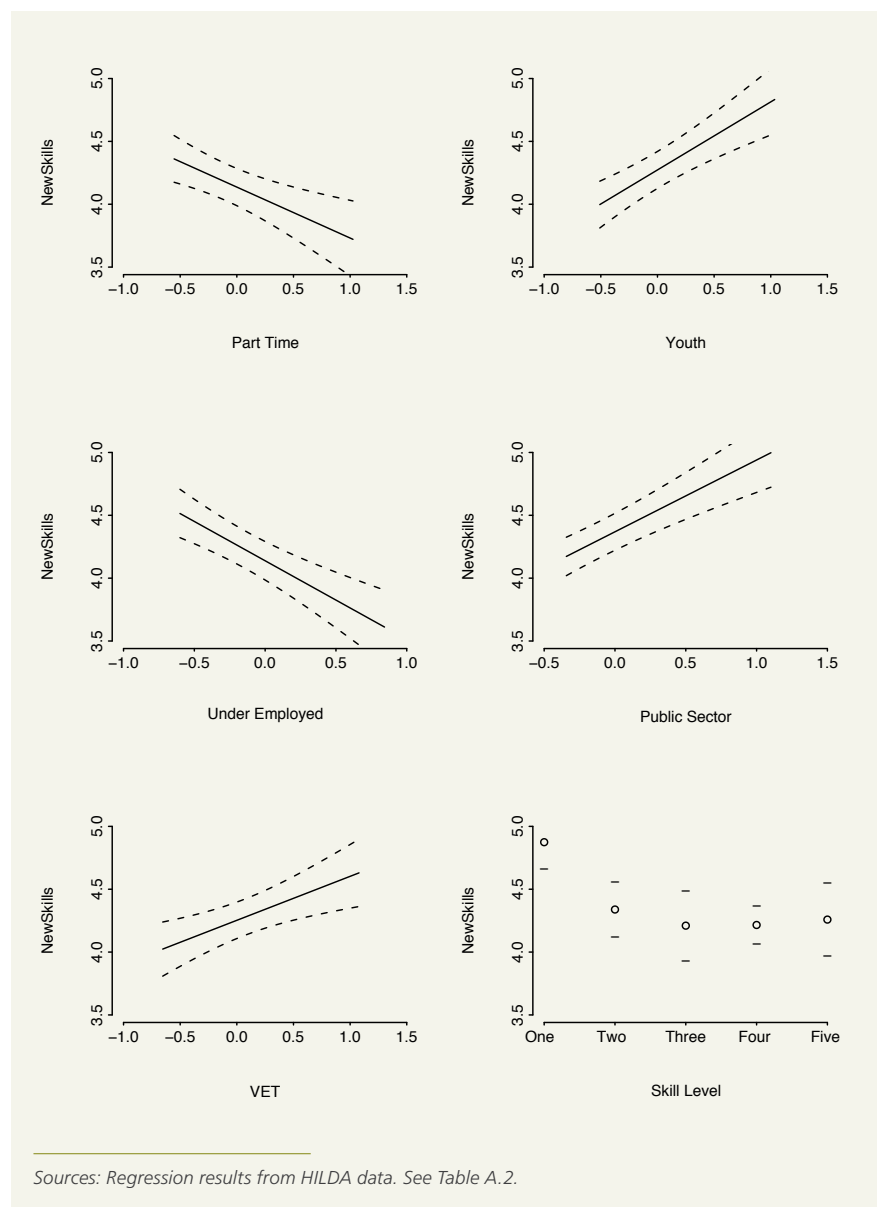 NewSkills
5.0
4.5
4.0
3.5
−1.0 −0.5 0.0 0.5 1.0 1.5
Part Time
NewSkills
5.0
4.5
4.0
3.5
−1.0 −0.5 0.0 0.5 1.0 1.5
Youth
NewSkills
5.0
4.5
4.0
3.5
−1.0 −0.5 0.0 0.5 1.0
Under Employed
NewSkills
5.0
4.5
4.0
3.5
−0.5 0.0 0.5 1.0 1.5
Public Sector
NewSkills
5.0
4.5
4.0
3.5
−1.0 −0.5 0.0 0.5 1.0 1.5
VET
NewSkills
5.0
4.5
4.0
3.5
One Two Three Four Five
Skill Level
Sources: Regression results from HILDA data. See Table A.2.